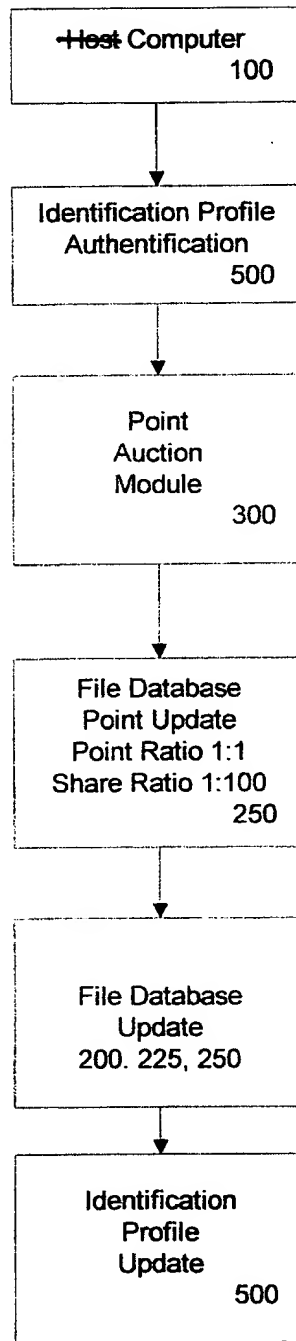 Host Computer
100
Identification Profile
Authentification
500
Point
Auction
Module
300
File Database
Point Update
Point Ratio 1:1
Share Ratio 1:100
250
File Database
Update
200. 225, 250
Identification
Profile
Update
500